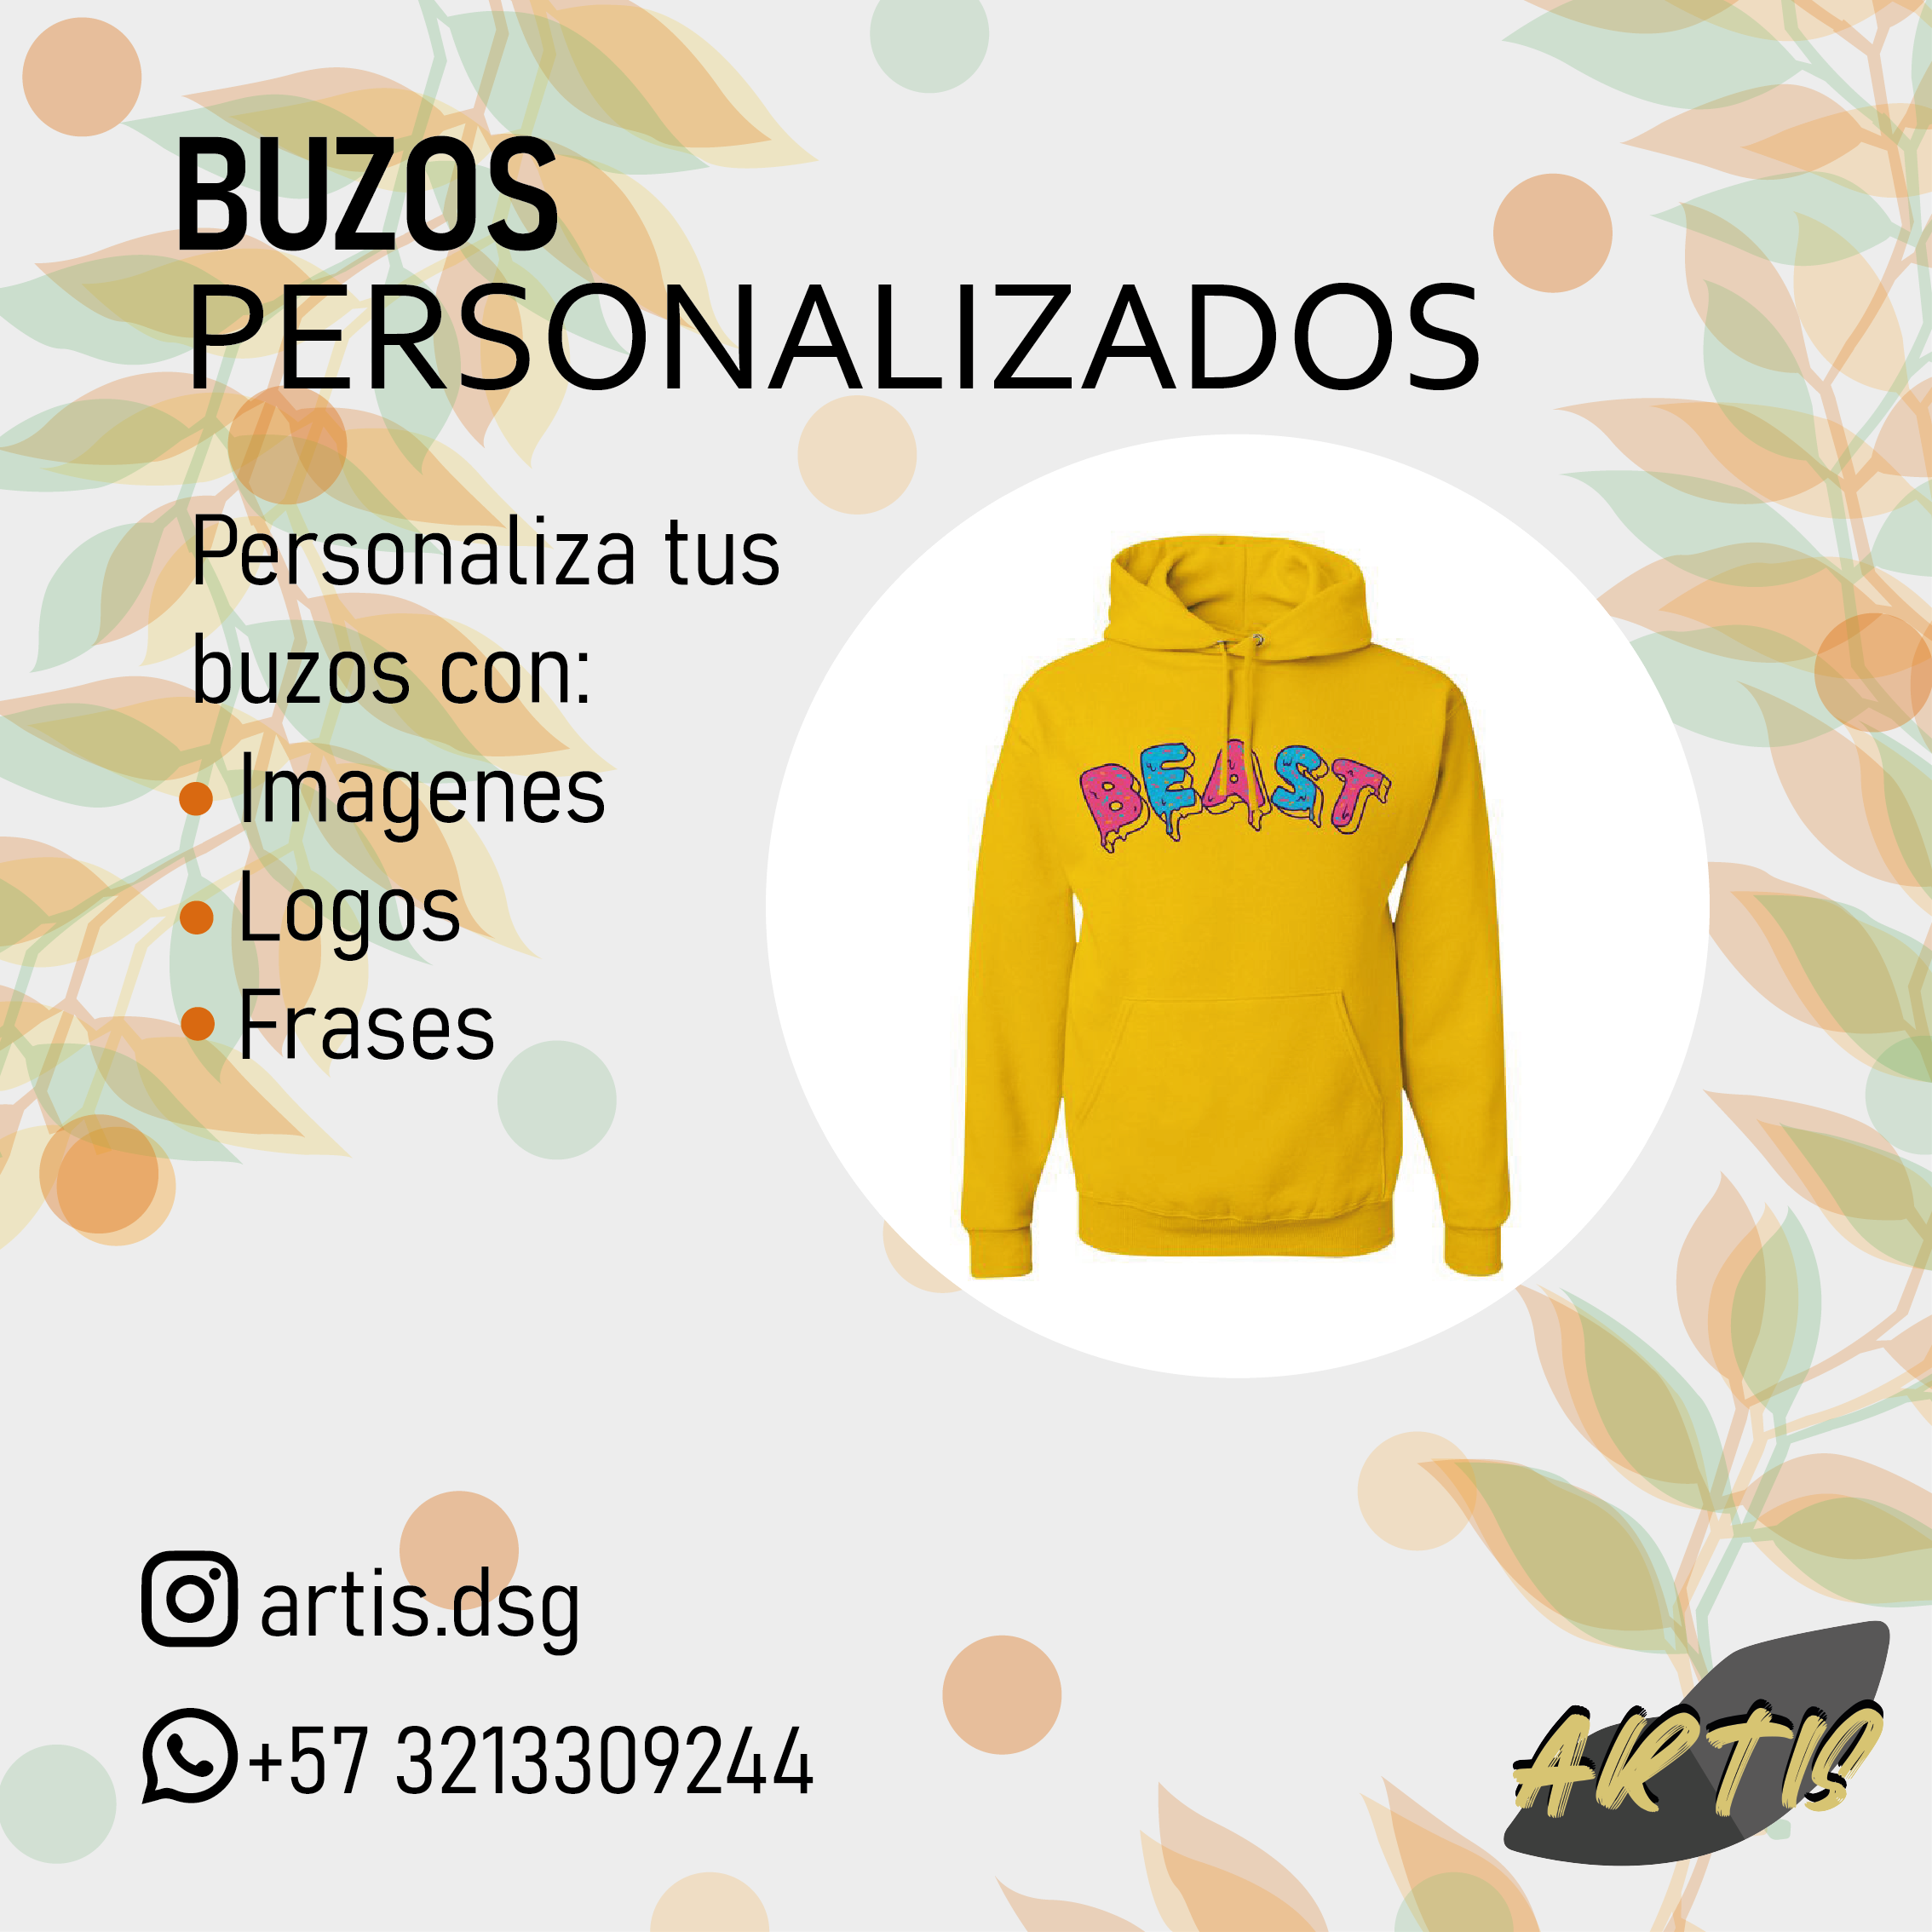 BUZOS
PERSONALIZADOS
Personaliza tus
buzos con:
Imagenes
Logos
Frases
BEAST
artis.dsg
+57 3213309244
ARTIS